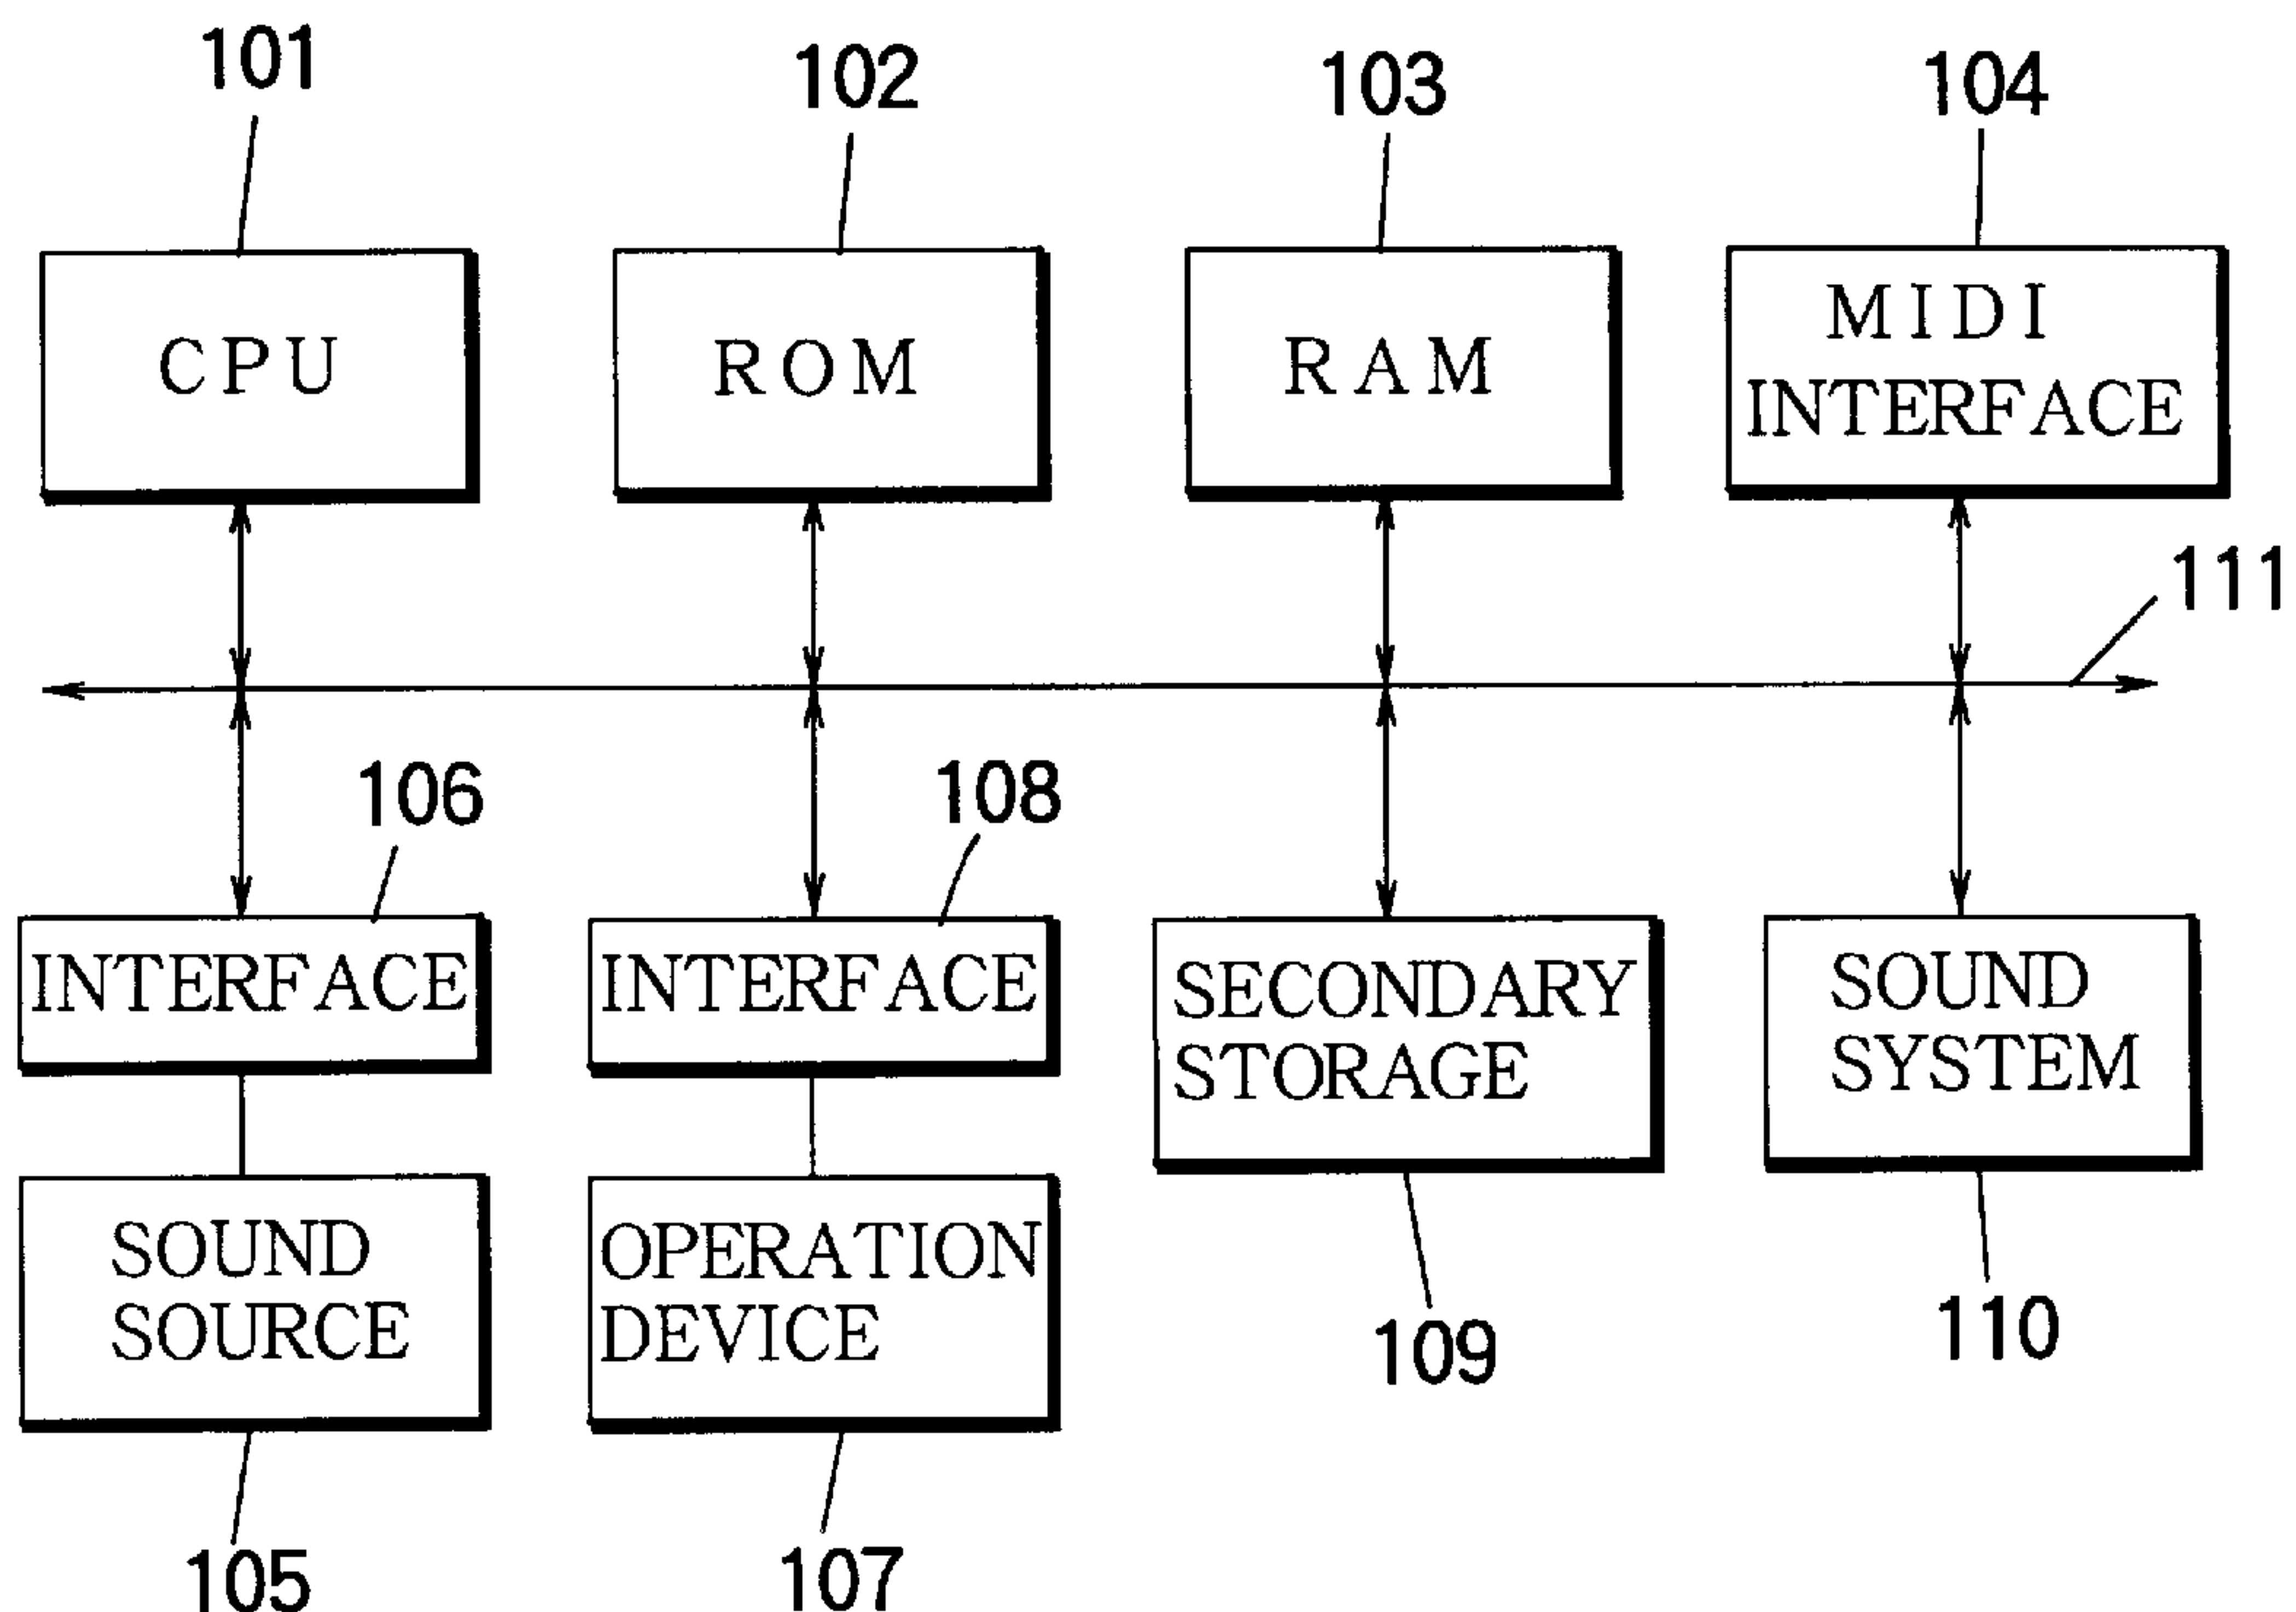 101
102
103
104
CPU
ROM
RAM
MIDI
INTERFACE
111
106
108
INTERFACE
INTERFACE
SECONDARY
STORAGE
SOUND
SYSTEM
SOUND
SOURCE
OPERATION
DEVICE
109
110
105
107